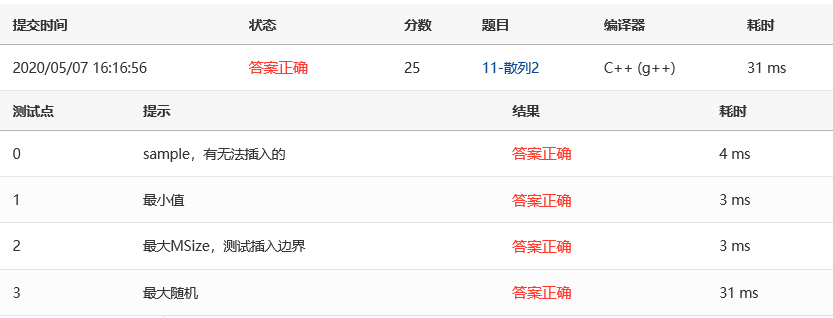 提交时间 状态 分数 题目 编译器 耗时
2020/05/07 16:16:56 答案正确 25 11-散列2 C++ (g++) 31 ms
测试点 提示 结果 耗时
0 sample，有无法插入的 答案正确 4 ms
1 最小值 答案正确 3 ms
2 最大MSize，测试插入边界 答案正确 3 ms
3 最大随机 答案正确 31 ms